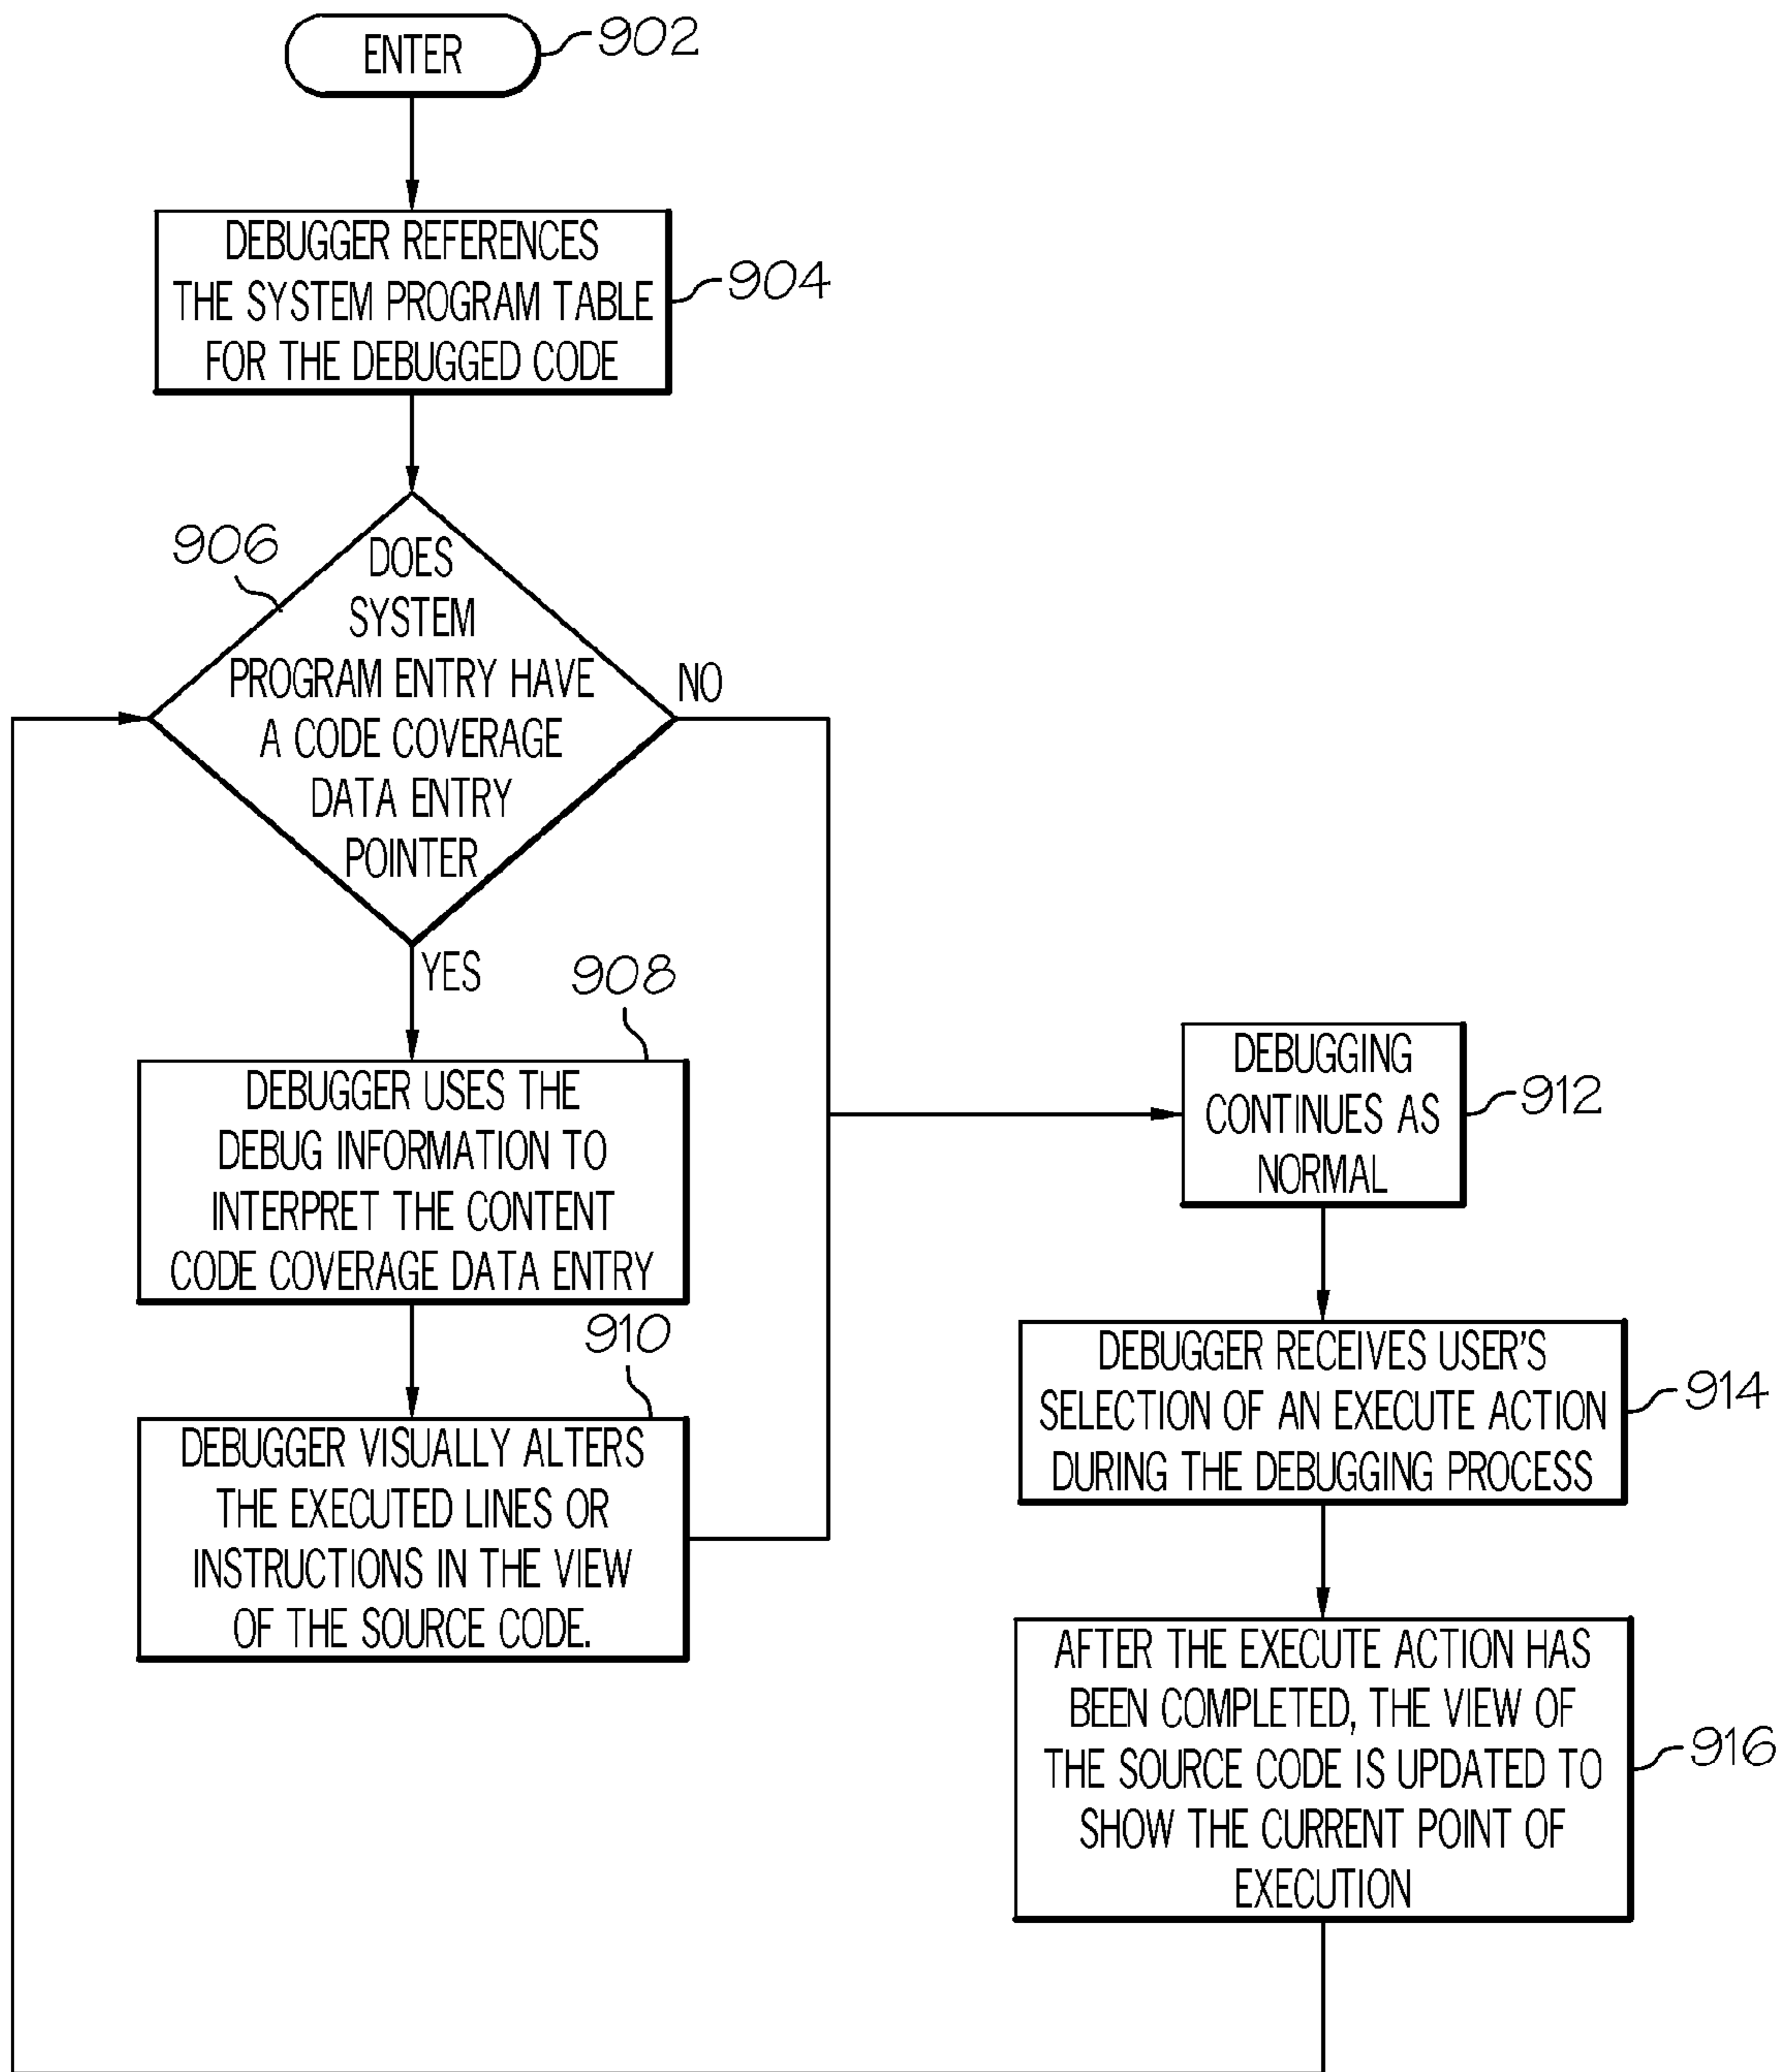 ENTER
902
DEBUGGER REFERENCES
THE SYSTEM PROGRAM TABLE
FOR THE DEBUGGED CODE
904
906
DOES
SYSTEM
PROGRAM ENTRY HAVE
A CODE COVERAGE
DATA ENTRY
POINTER
NO
YES
908
DEBUGGER USES THE
DEBUG INFORMATION TO
INTERPRET THE CONTENT
CODE COVERAGE DATA ENTRY
910
DEBUGGER VISUALLY ALTERS
THE EXECUTED LINES OR
INSTRUCTIONS IN THE VIEW
OF THE SOURCE CODE.
DEBUGGING
CONTINUES AS
NORMAL
912
DEBUGGER RECEIVES USER'S
SELECTION OF AN EXECUTE ACTION
DURING THE DEBUGGING PROCESS
914
AFTER THE EXECUTE ACTION HAS
BEEN COMPLETED, THE VIEW OF
THE SOURCE CODE IS UPDATED TO
SHOW THE CURRENT POINT OF
EXECUTION
916